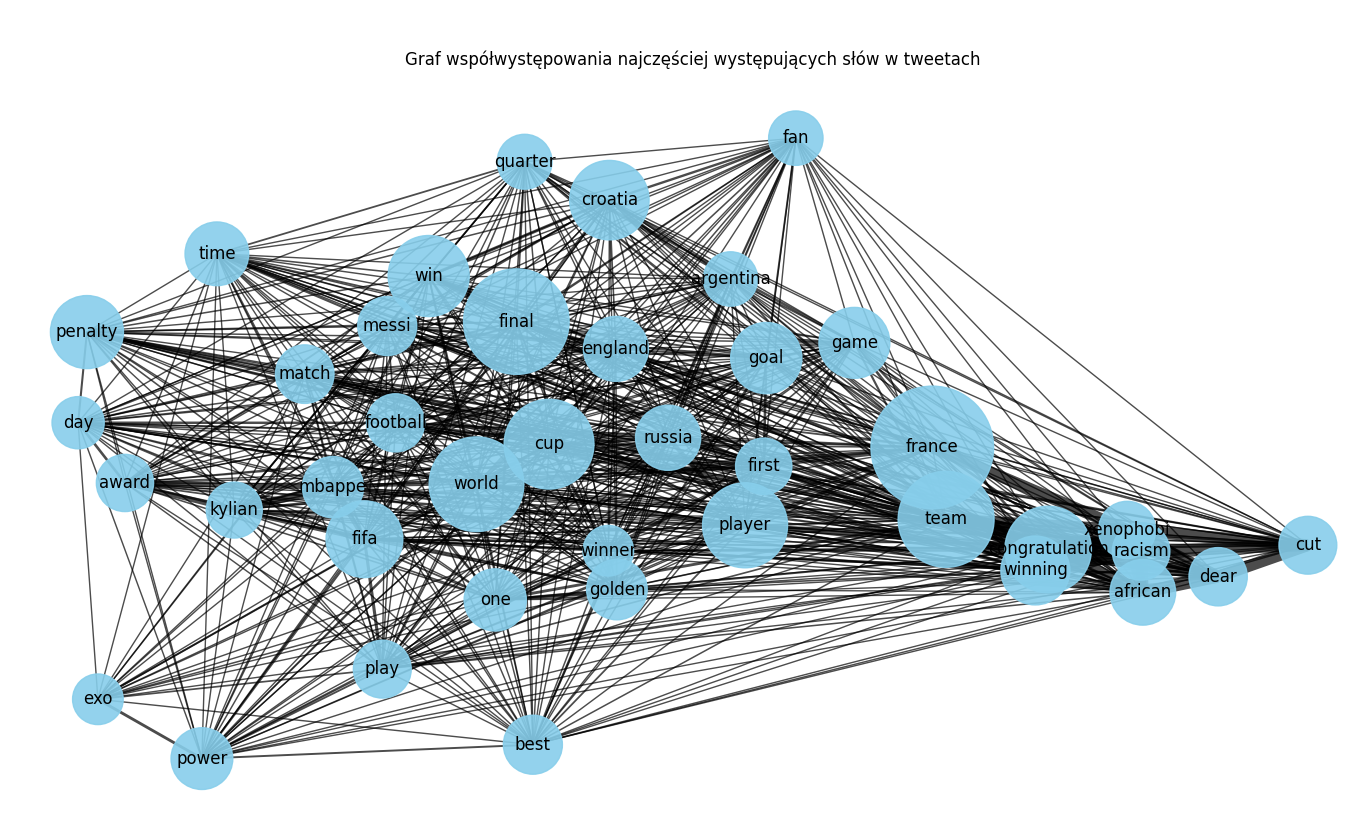 Graf współwystępowania najczęściej występujących słów w tweetach
fan
quarter
croatia
time
win
argentina
penalty
messi
final
england
goal
game
match
day
football
cup
russia
france
first
award
mbappe
world
kylian
player
team
fifa
winner
xenophobi
racism
cut
ongratulation
winning
dear
one
golden
african
play
exo
power
best